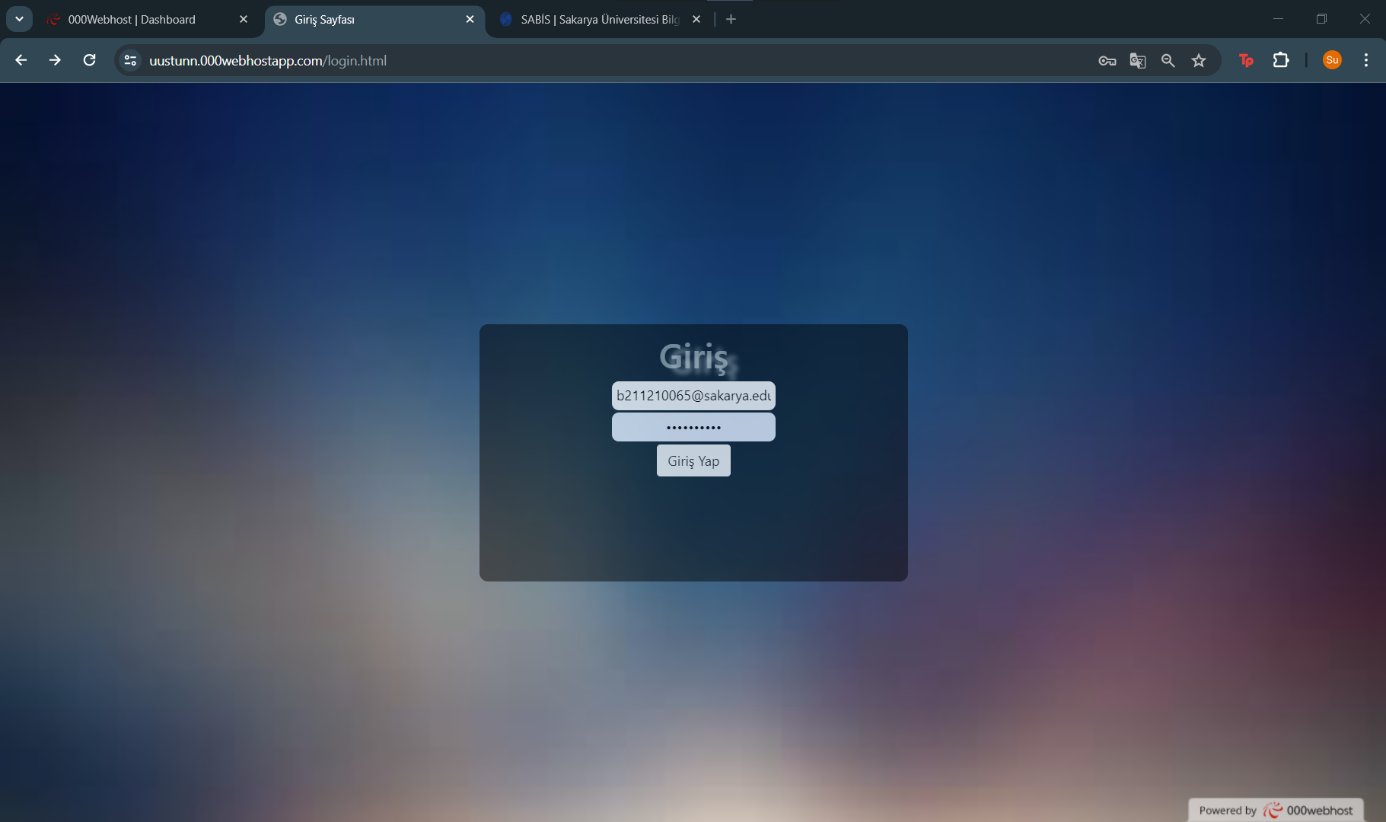 000Webhost | Dashboard
Giriş Sayfası
SABİS | Sakarya Üniversitesi Bilg
uustunn.000webhostapp.com/login.html
Tp
Su
Giriş
b211210065@sakarya.edu
••••••••••
Giriş Yap
Powered by 000webhost